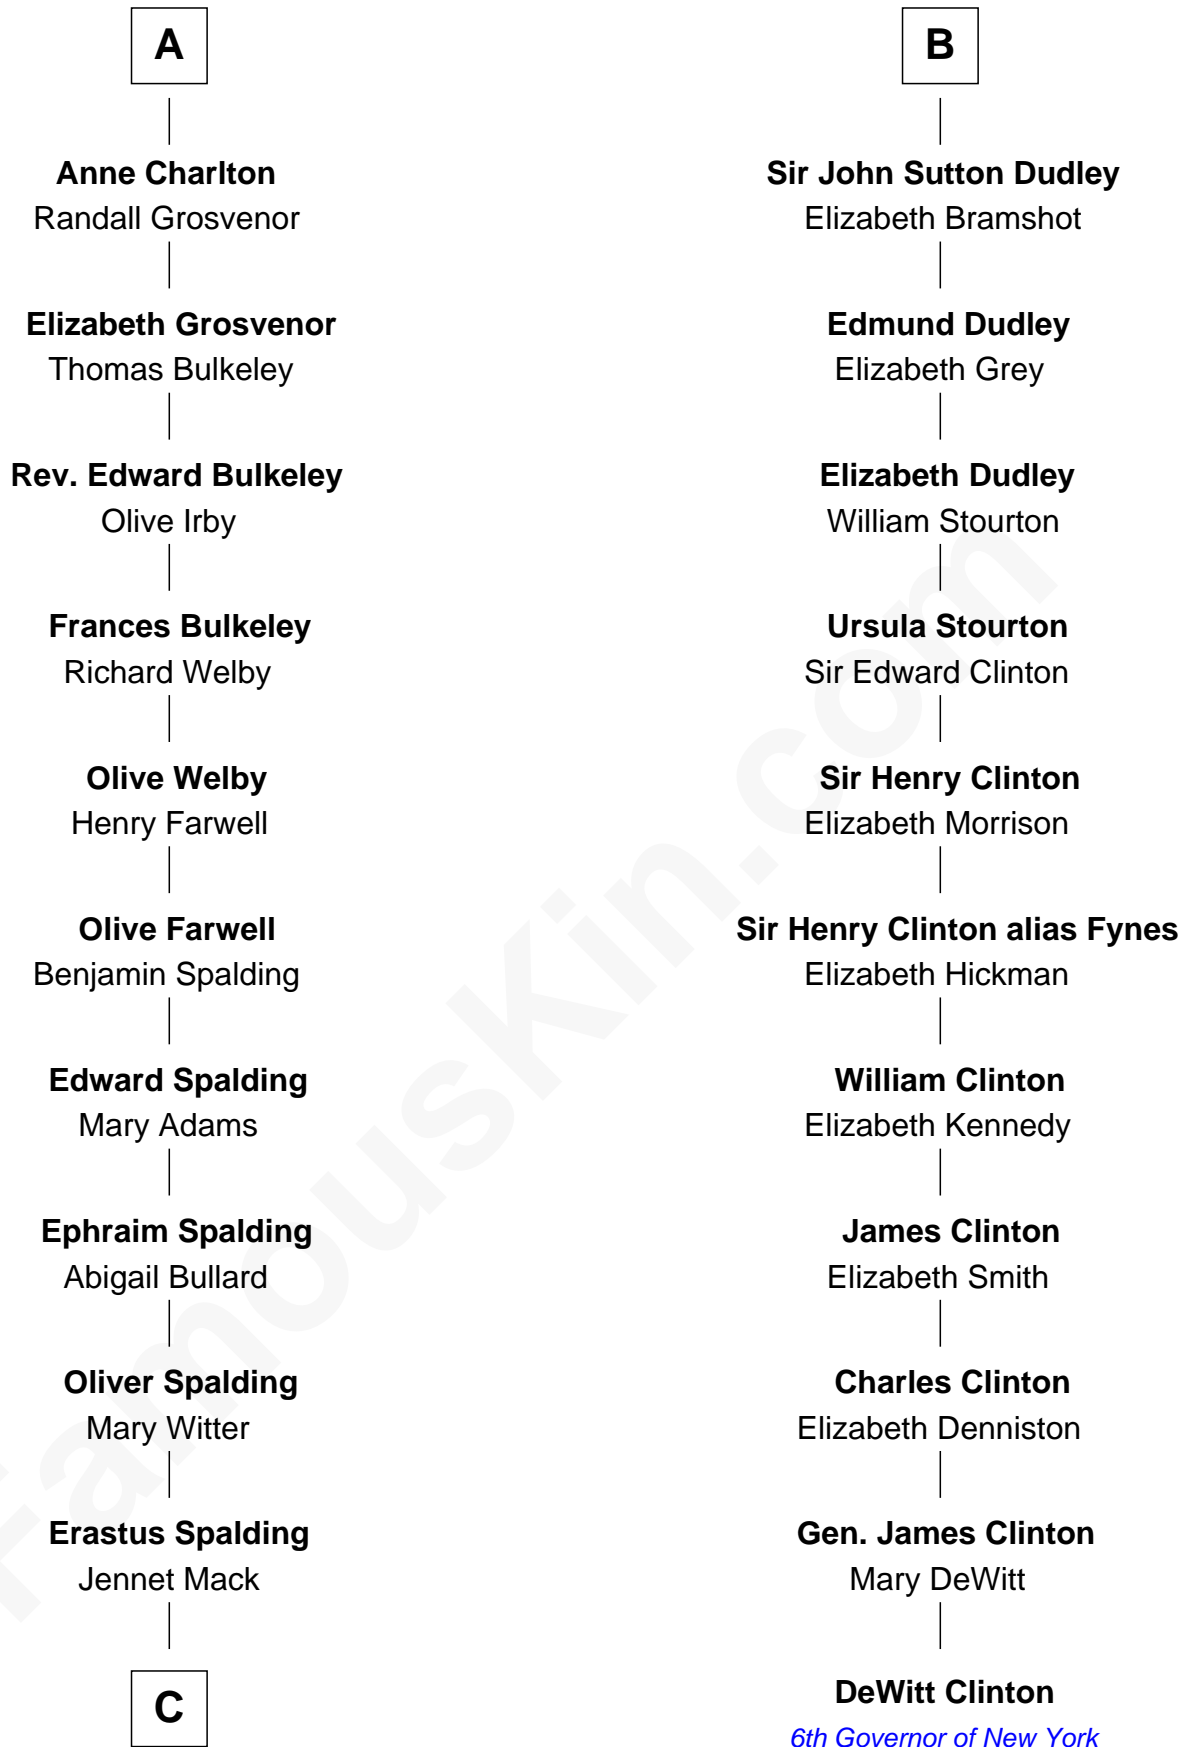 A
Anne Charlton
Randall Grosvenor
Elizabeth Grosvenor
Thomas Bulkeley
Rev. Edward Bulkeley
Olive Irby
Frances Bulkeley
Richard Welby
Olive Welby
Henry Farwell
Olive Farwell
Benjamin Spalding
Edward Spalding
Mary Adams
Ephraim Spalding
Abigail Bullard
Oliver Spalding
Mary Witter
Erastus Spalding
Jennet Mack
C
B
Sir John Sutton Dudley
Elizabeth Bramshot
Edmund Dudley
Elizabeth Grey
Elizabeth Dudley
William Stourton
Ursula Stourton
Sir Edward Clinton
Sir Henry Clinton
Elizabeth Morrison
Sir Henry Clinton alias Fynes
Elizabeth Hickman
William Clinton
Elizabeth Kennedy
James Clinton
Elizabeth Smith
Charles Clinton
Elizabeth Denniston
Gen. James Clinton
Mary DeWitt
DeWitt Clinton
6th Governor of New York
FamousKin.com